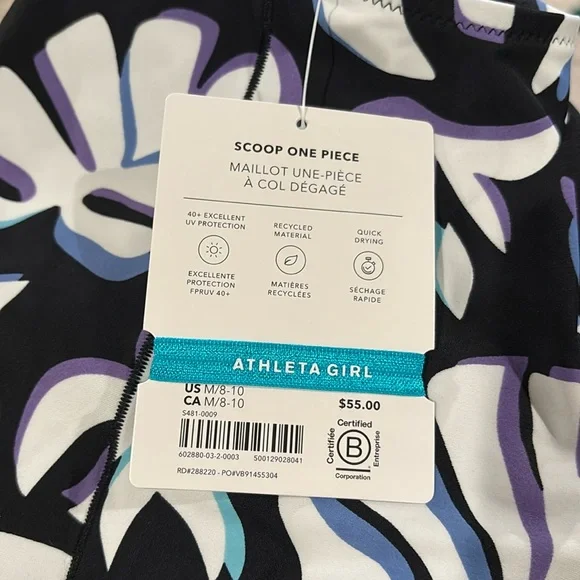 SCOOP ONE PIECE
MAILLOT UNE-PIÈCE
À COL DÉGAGÉ
40+ EXCELLENT
UV PROTECTION
EXCELLENTE
PROTECTION
FPRUV 40+
RECYCLED
MATERIAL
MATIÈRES
RECYCLÉES
QUICK
DRYING
SÉCHAGE
RAPIDE
ATHLETA GIRL
US M/8-10
CA M/8-10
$55.00
S481-0009
602880-03-2-0003 500129028041
RD#288220 - PO#VB91455304
Certified
Certifiée
B
Entreprise
Corporation